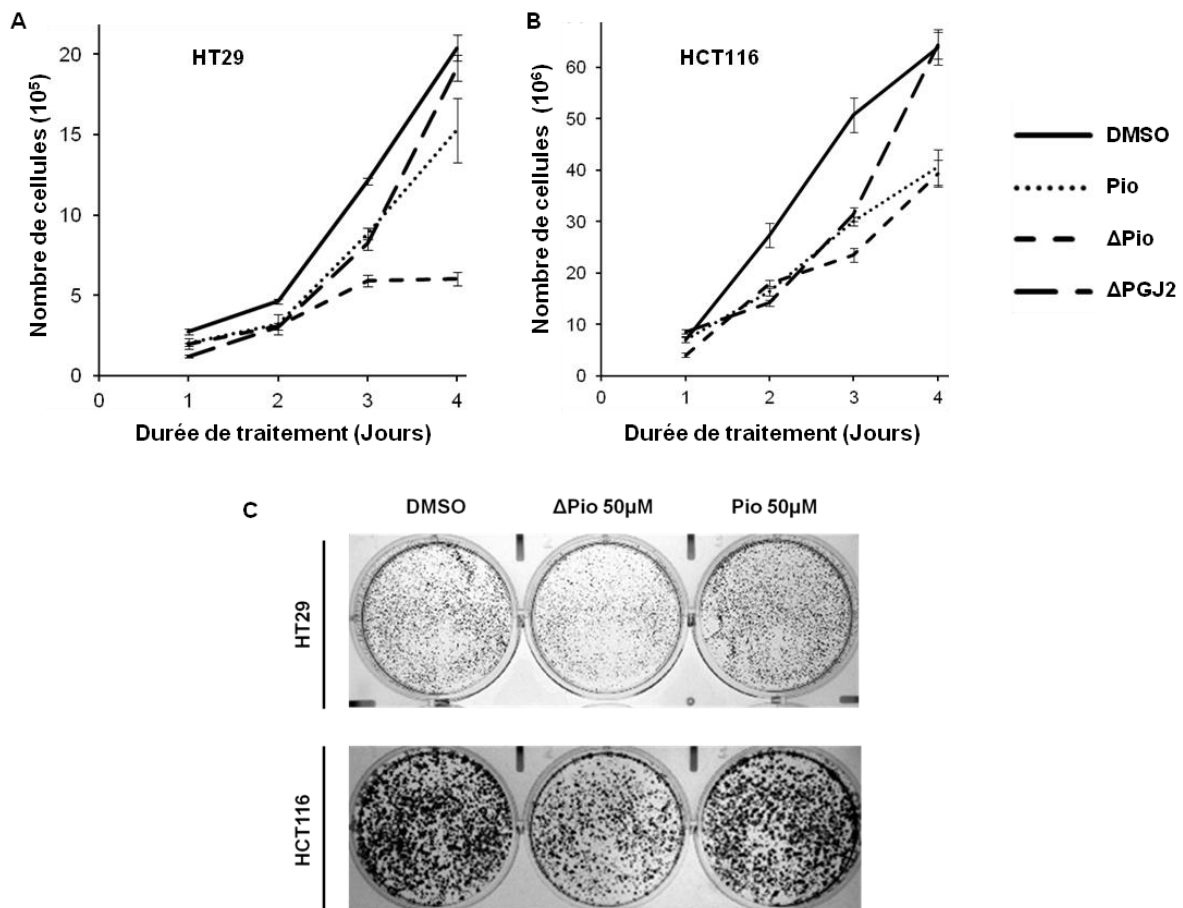 A
HT29
Nombre de cellules (10⁵)
20
15
10
5
0
0 1 2 3 4
Durée de traitement (Jours)
B
HCT116
Nombre de cellules (10⁶)
60
50
40
30
20
10
0
0 1 2 3 4
Durée de traitement (Jours)
DMSO
Pio
ΔPio
ΔPGJ2
C
DMSO ΔPio 50µM Pio 50µM
HT29
HCT116